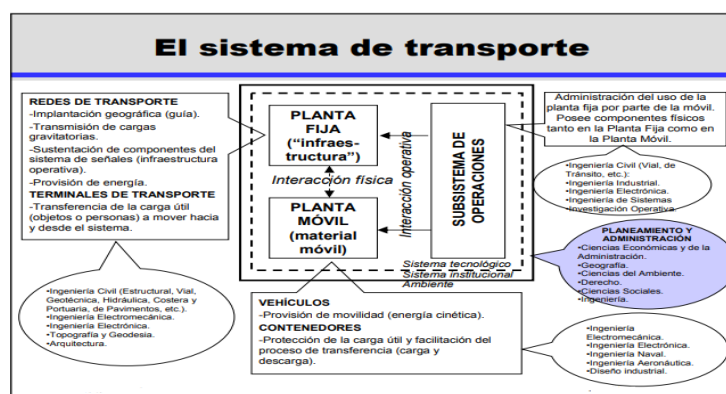 El sistema de transporte
REDES DE TRANSPORTE
-Implantación geográfica (guía).
-Transmisión de cargas
gravitatorias.
-Sustentación de componentes del
sistema de señales (infraestructura
operativa).
-Provisión de energía.
TERMINALES DE TRANSPORTE
-Transferencia de la carga útil
(objetos o personas) a mover hacia
y desde el sistema.
•Ingeniería Civil (Estructural, Vial,
Geotécnica, Hidráulica, Costera y
Portuaria, de Pavimentos, etc.).
•Ingeniería Electromecánica.
•Ingeniería Electrónica.
•Topografía y Geodesia.
•Arquitectura.
PLANTA
FIJA
(“infraes-
tructura”)
Interacción física
PLANTA
MÓVIL
(material
móvil)
Interacción operativa
SUBSISTEMA DE
OPERACIONES
Sistema tecnológico
Sistema institucional
Ambiente
VEHÍCULOS
-Provisión de movilidad (energía cinética).
CONTENEDORES
-Protección de la carga útil y facilitación del
proceso de transferencia (carga y
descarga).
Administración del uso de la
planta fija por parte de la móvil.
Posee componentes físicos
tanto en la Planta Fija como en
la Planta Móvil.
•Ingeniería Civil (Vial, de
Tránsito, etc.):
•Ingeniería Industrial.
•Ingeniería Electrónica.
•Ingeniería de Sistemas
•Investigación Operativa.
PLANEAMIENTO Y
ADMINISTRACIÓN
•Ciencias Económicas y de la
Administración.
•Geografía.
•Ciencias del Ambiente.
•Derecho.
•Ciencias Sociales.
•Ingeniería.
•Ingeniería
Electromecánica.
•Ingeniería Electrónica.
•Ingeniería Naval.
•Ingeniería Aeronáutica.
•Diseño industrial.